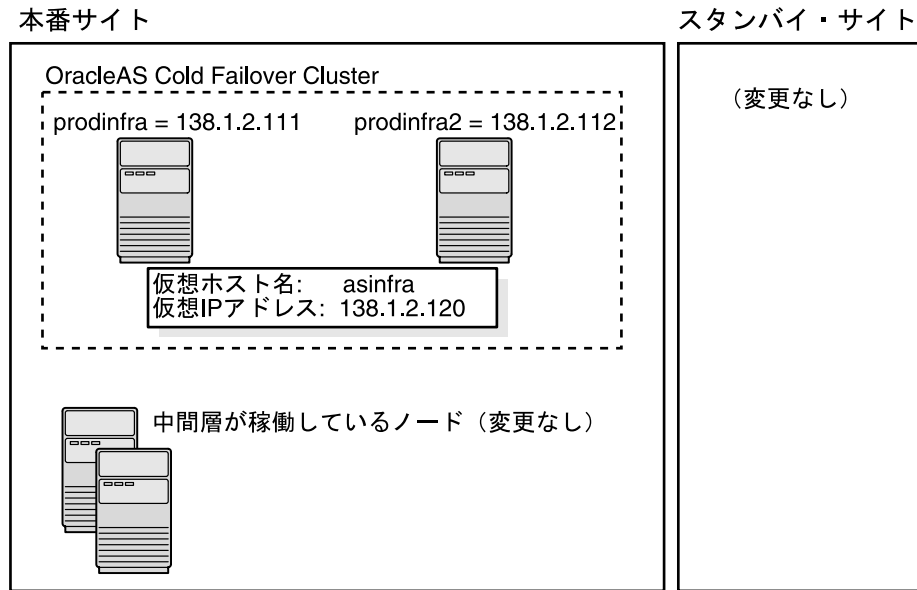 本番サイト
スタンバイ・サイト
OracleAS Cold Failover Cluster
prodinfra = 138.1.2.111
prodinfra2 = 138.1.2.112
仮想ホスト名: asinfra
仮想IPアドレス: 138.1.2.120
中間層が稼働しているノード（変更なし）
（変更なし）